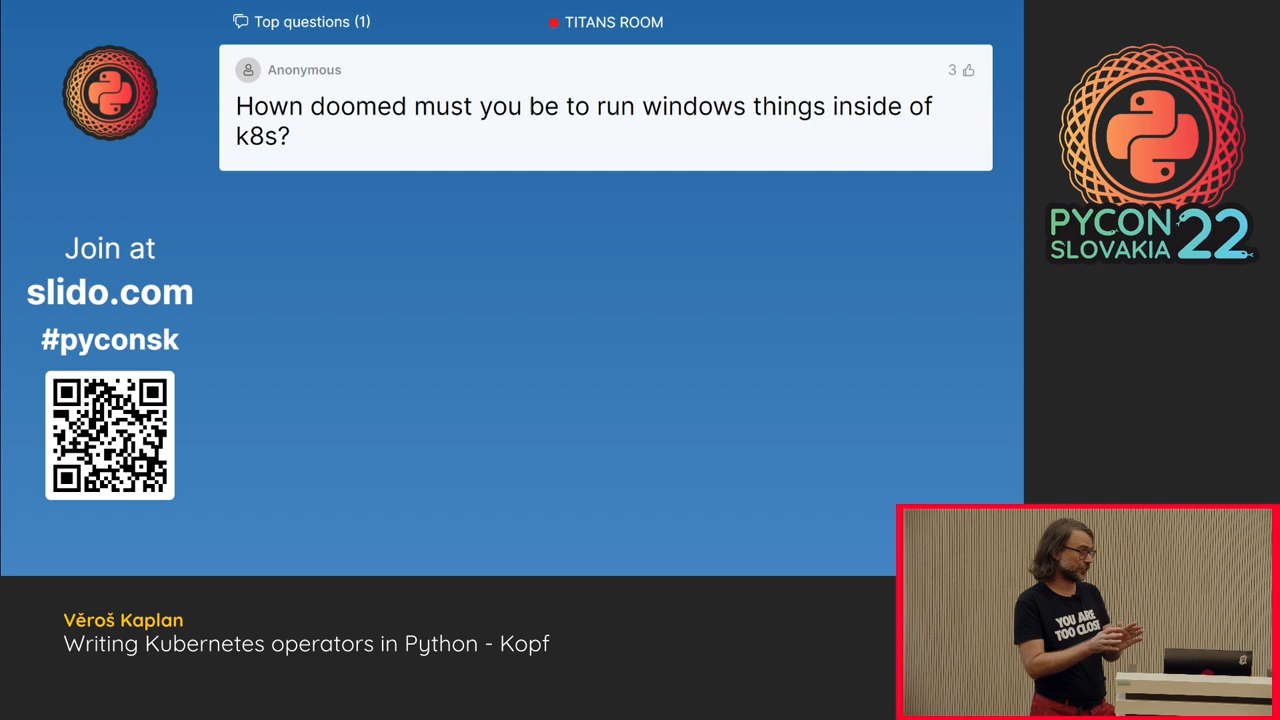 Top questions (1)
TITANS ROOM
Anonymous
3
Hown doomed must you be to run windows things inside of
k8s?
Join at
slido.com
#pyconsk
PYCON 22
SLOVAKIA
YOU ARE
TOO CLOSE
Věroš Kaplan
Writing Kubernetes operators in Python - Kopf